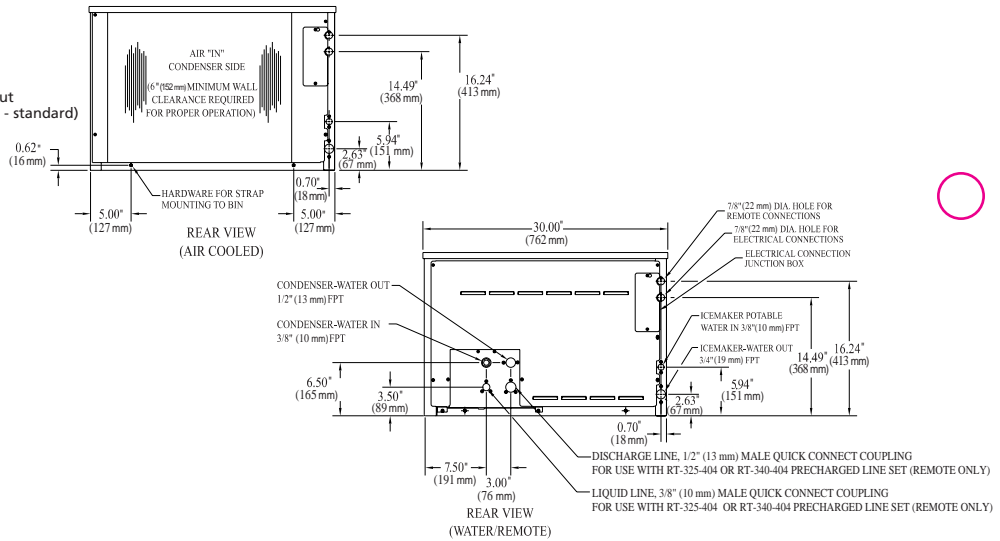 AIR "IN"
CONDENSER SIDE
(6"(152 mm) MINIMUM WALL
CLEARANCE REQUIRED
FOR PROPER OPERATION)
ut
- standard)
16.24"
(413 mm)
14.49"
(368 mm)
5.94"
(151 mm)
2.63"
(67 mm)
0.62"
(16 mm)
0.70"
(18 mm)
HARDWARE FOR STRAP
MOUNTING TO BIN
5.00"
(127 mm)
5.00"
(127 mm)
REAR VIEW
(AIR COOLED)
30.00"
(762 mm)
7/8"(22 mm) DIA. HOLE FOR
REMOTE CONNECTIONS
7/8"(22 mm) DIA. HOLE FOR
ELECTRICAL CONNECTIONS
ELECTRICAL CONNECTION
JUNCTION BOX
CONDENSER-WATER OUT
1/2" (13 mm) FPT
CONDENSER-WATER IN
3/8" (10 mm) FPT
ICEMAKER POTABLE
WATER IN 3/8"(10 mm) FPT
ICEMAKER-WATER OUT
3/4" (19 mm) FPT
16.24"
(413 mm)
14.49"
(368 mm)
5.94"
(151 mm)
2.63"
(67 mm)
6.50"
(165 mm)
3.50"
(89 mm)
0.70"
(18 mm)
7.50"
(191 mm)
3.00"
(76 mm)
DISCHARGE LINE, 1/2" (13 mm) MALE QUICK CONNECT COUPLING
FOR USE WITH RT-325-404 OR RT-340-404 PRECHARGED LINE SET (REMOTE ONLY)
LIQUID LINE, 3/8" (10 mm) MALE QUICK CONNECT COUPLING
FOR USE WITH RT-325-404 OR RT-340-404 PRECHARGED LINE SET (REMOTE ONLY)
REAR VIEW
(WATER/REMOTE)